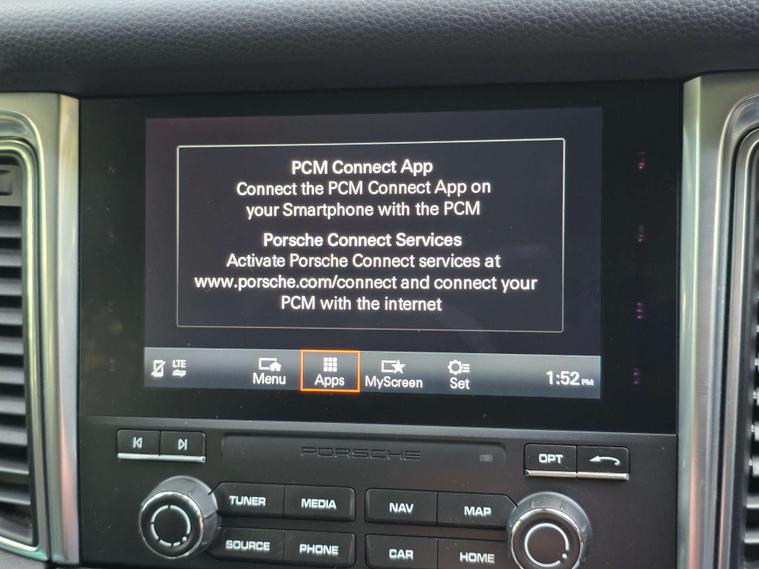 PCM Connect App
Connect the PCM Connect App on
your Smartphone with the PCM
Porsche Connect Services
Activate Porsche Connect services at
www.porsche.com/connect and connect your
PCM with the internet
LTE
Menu
Apps
MyScreen
Set
1:52 PM
PORSCHE
OPT
TUNER
MEDIA
NAV
MAP
SOURCE
PHONE
CAR
HOME